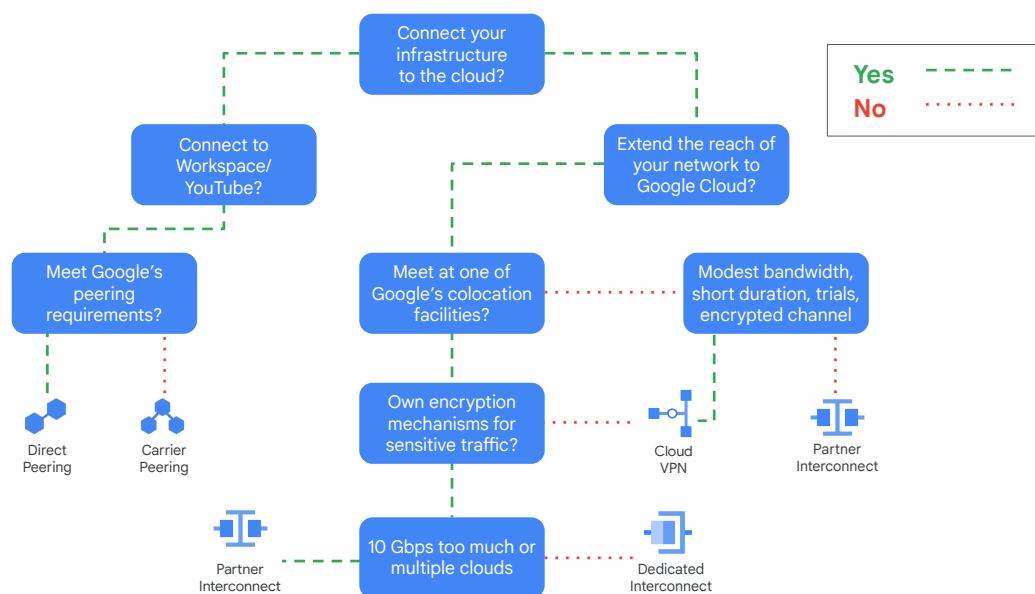 Connect your
infrastructure
to the cloud?
Yes
No
Connect to
Workspace/
YouTube?
Extend the reach of
your network to
Google Cloud?
Meet Google's
peering
requirements?
Meet at one of
Google's colocation
facilities?
Modest bandwidth,
short duration, trials,
encrypted channel
Own encryption
mechanisms for
sensitive traffic?
Direct
Peering
Carrier
Peering
Cloud
VPN
Partner
Interconnect
10 Gbps too much or
multiple clouds
Partner
Interconnect
Dedicated
Interconnect